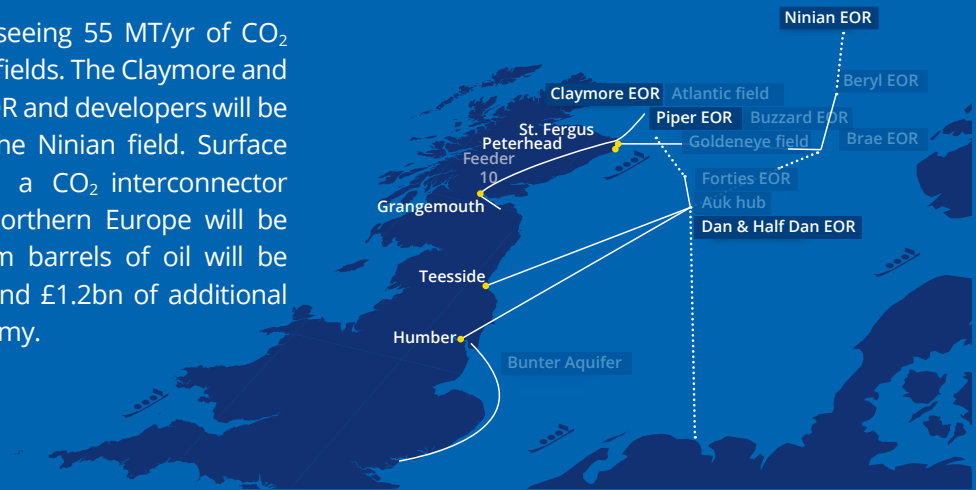 seeing 55 MT/yr of CO₂
fields. The Claymore and
OR and developers will be
he Ninian field. Surface
a CO₂ interconnector
orthern Europe will be
m barrels of oil will be
nd £1.2bn of additional
my.
Ninian EOR
Beryl EOR
Claymore EOR
Atlantic field
Piper EOR
Buzzard EOR
St. Fergus
Peterhead
Goldeneye field
Brae EOR
Feeder
10
Forties EOR
Grangemouth
Auk hub
Dan & Half Dan EOR
Teesside
Humber
Bunter Aquifer